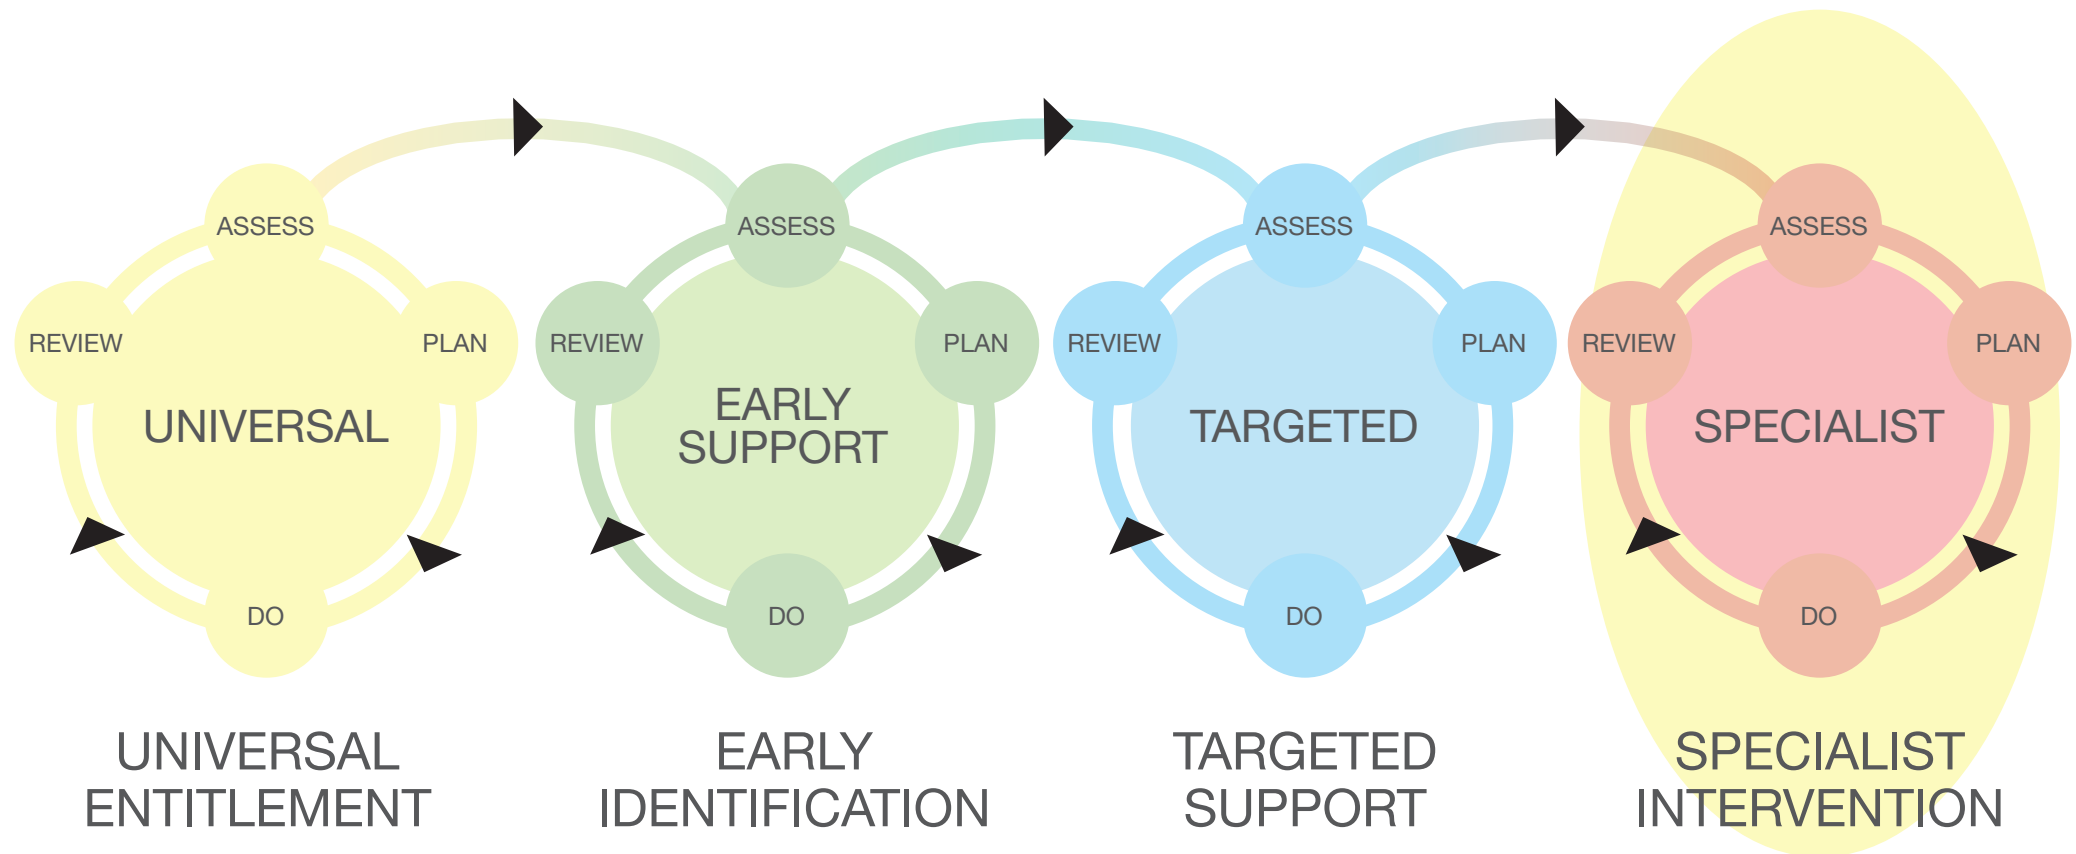 ASSESS
REVIEW
PLAN
UNIVERSAL
DO
UNIVERSAL
ENTITLEMENT
ASSESS
REVIEW
PLAN
EARLY
SUPPORT
DO
EARLY
IDENTIFICATION
ASSESS
REVIEW
PLAN
TARGETED
DO
TARGETED
SUPPORT
ASSESS
REVIEW
PLAN
SPECIALIST
DO
SPECIALIST
INTERVENTION